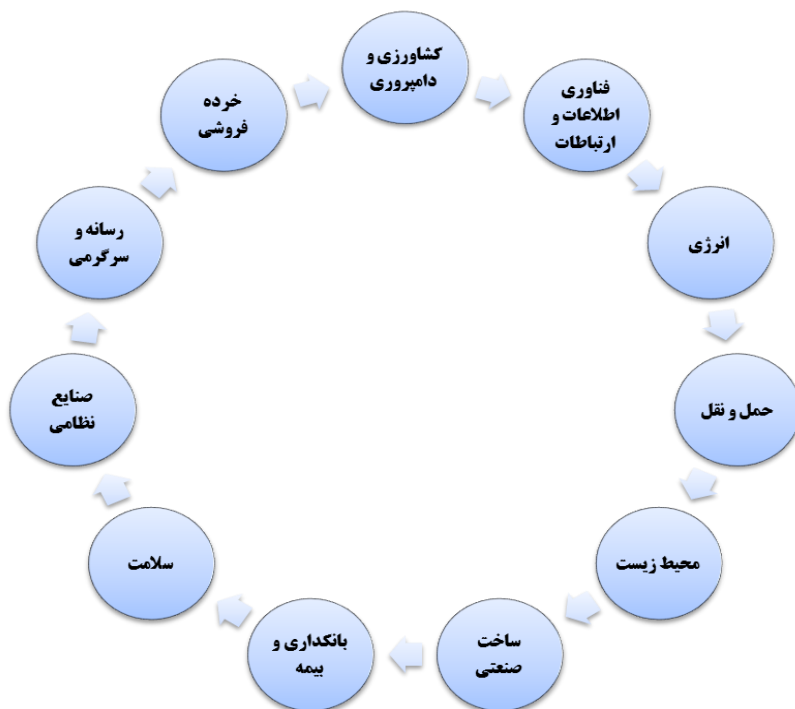 کشاورزی و
دامپروری
فناوری
اطلاعات و
ارتباطات
انرژی
حمل و نقل
محیط زیست
ساخت
صنعتی
بانکداری و
بیمه
سلامت
صنایع
نظامی
رسانه و
سرگرمی
خرده
فروشی